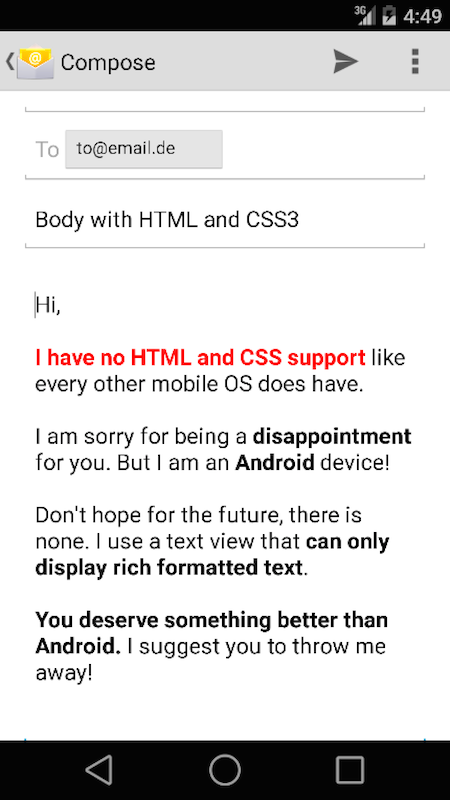 3G 4:49
Compose
To to@email.de
Body with HTML and CSS3
Hi,
I have no HTML and CSS support like
every other mobile OS does have.
I am sorry for being a disappointment
for you. But I am an Android device!
Don't hope for the future, there is
none. I use a text view that can only
display rich formatted text.
You deserve something better than
Android. I suggest you to throw me
away!